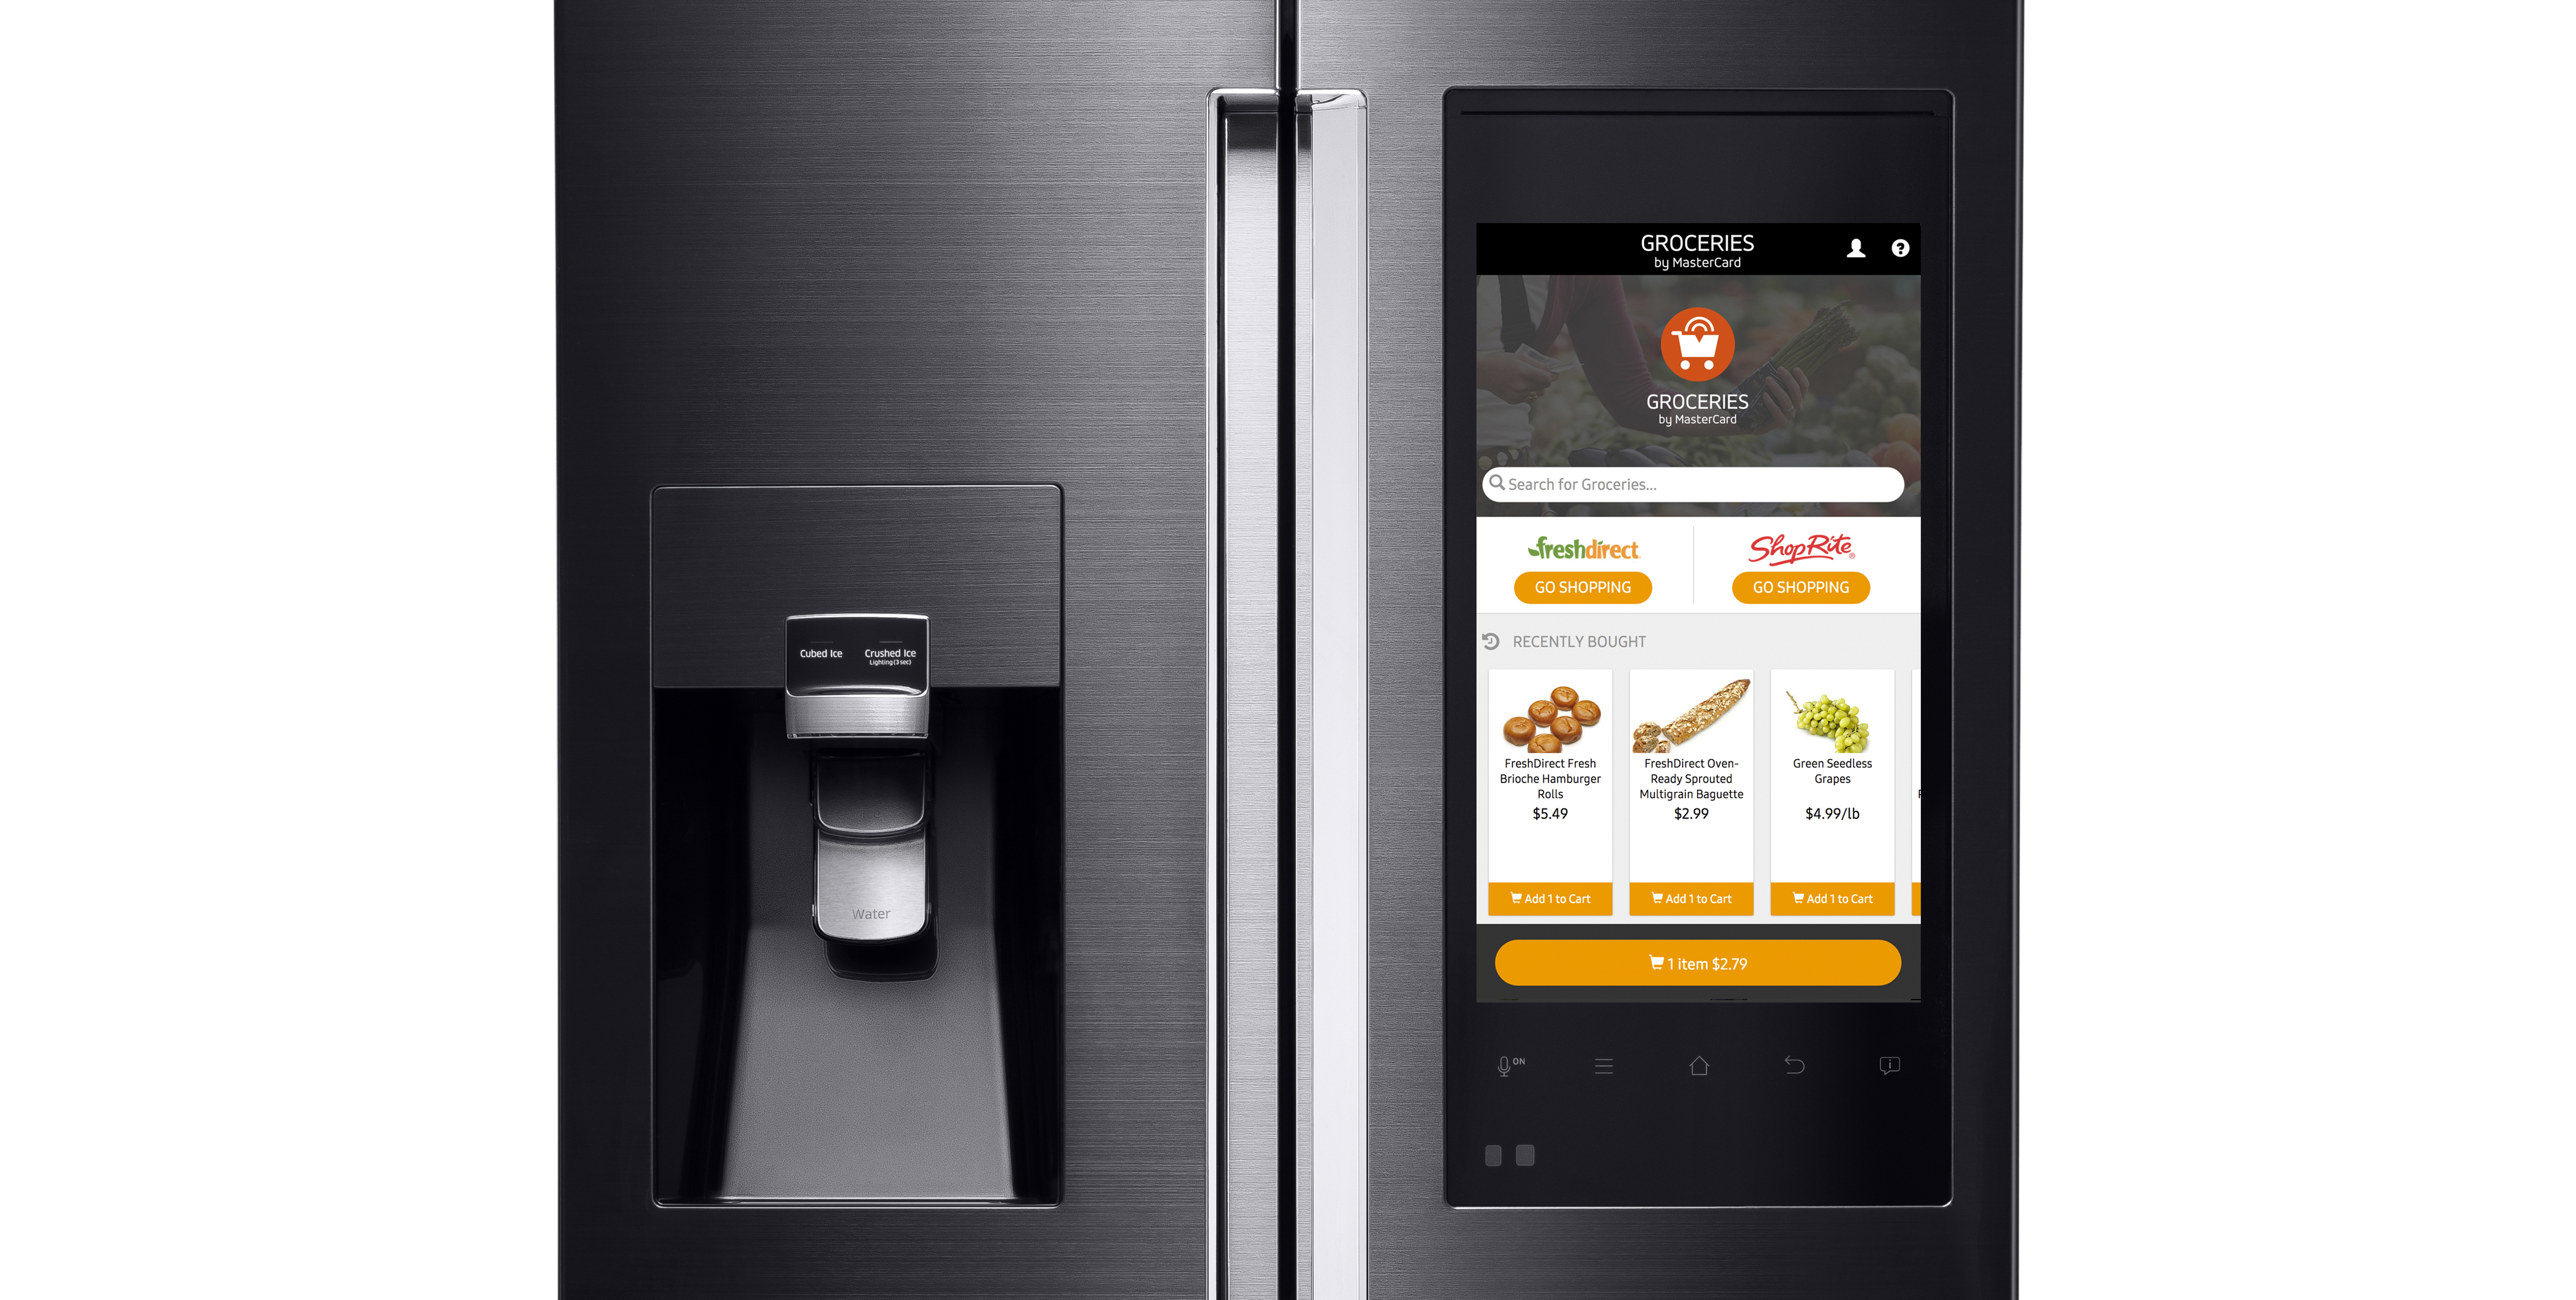 Cubed Ice
Crushed Ice
Lighting(3 sec)
Water
GROCERIES
by MasterCard
GROCERIES
by MasterCard
Search for Groceries...
freshdirect
ShopRite®
GO SHOPPING
GO SHOPPING
RECENTLY BOUGHT
FreshDirect Fresh
Brioche Hamburger
Rolls
$5.49
Add 1 to Cart
FreshDirect Oven-
Ready Sprouted
Multigrain Baguette
$2.99
Add 1 to Cart
Green Seedless
Grapes
$4.99/lb
Add 1 to Cart
1 item $2.79
ON